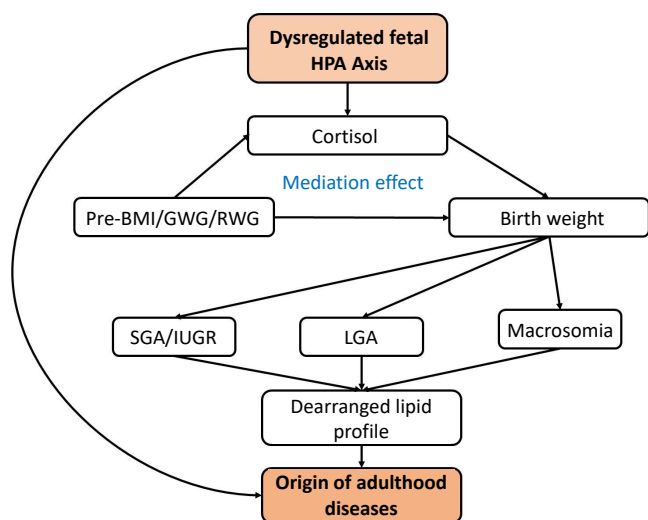 Dysregulated fetal
HPA Axis
Cortisol
Mediation effect
Pre-BMI/GWG/RWG
Birth weight
SGA/IUGR
LGA
Macrosomia
Dearranged lipid
profile
Origin of adulthood
diseases